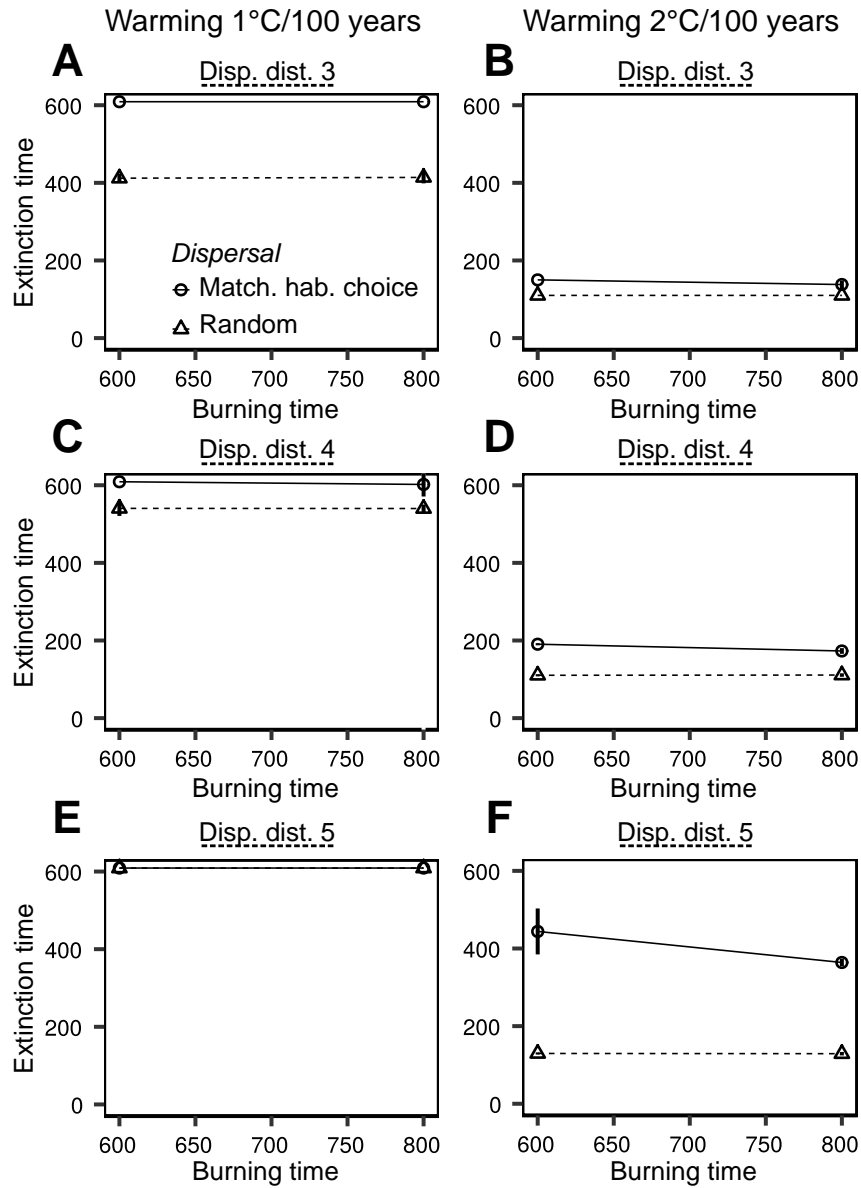 Warming 1°C/100 years
Warming 2°C/100 years
A
Disp. dist. 3
Extinction time
600
400
200
0
Dispersal
Match. hab. choice
Random
600 650 700 750 800
Burning time
B
Disp. dist. 3
600
400
200
0
600 650 700 750 800
Burning time
C
Disp. dist. 4
Extinction time
600
400
200
0
600 650 700 750 800
Burning time
D
Disp. dist. 4
600
400
200
0
600 650 700 750 800
Burning time
E
Disp. dist. 5
Extinction time
600
400
200
0
600 650 700 750 800
Burning time
F
Disp. dist. 5
600
400
200
0
600 650 700 750 800
Burning time